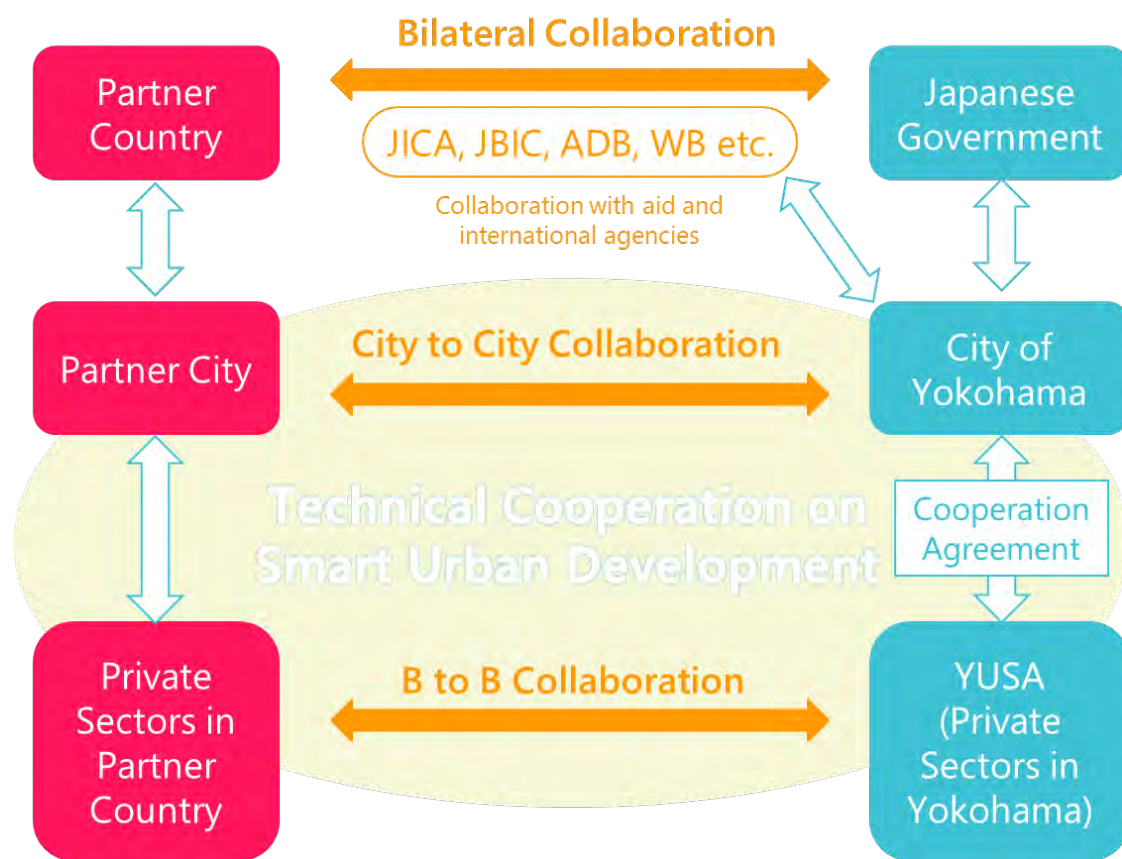 Bilateral Collaboration
Partner
Country
Japanese
Government
JICA, JBIC, ADB, WB etc.
Collaboration with aid and
international agencies
Partner City
City to City Collaboration
City of
Yokohama
Technical Cooperation on
Smart Urban Development
Cooperation
Agreement
Private
Sectors in
Partner
Country
B to B Collaboration
YUSA
(Private
Sectors in
Yokohama)